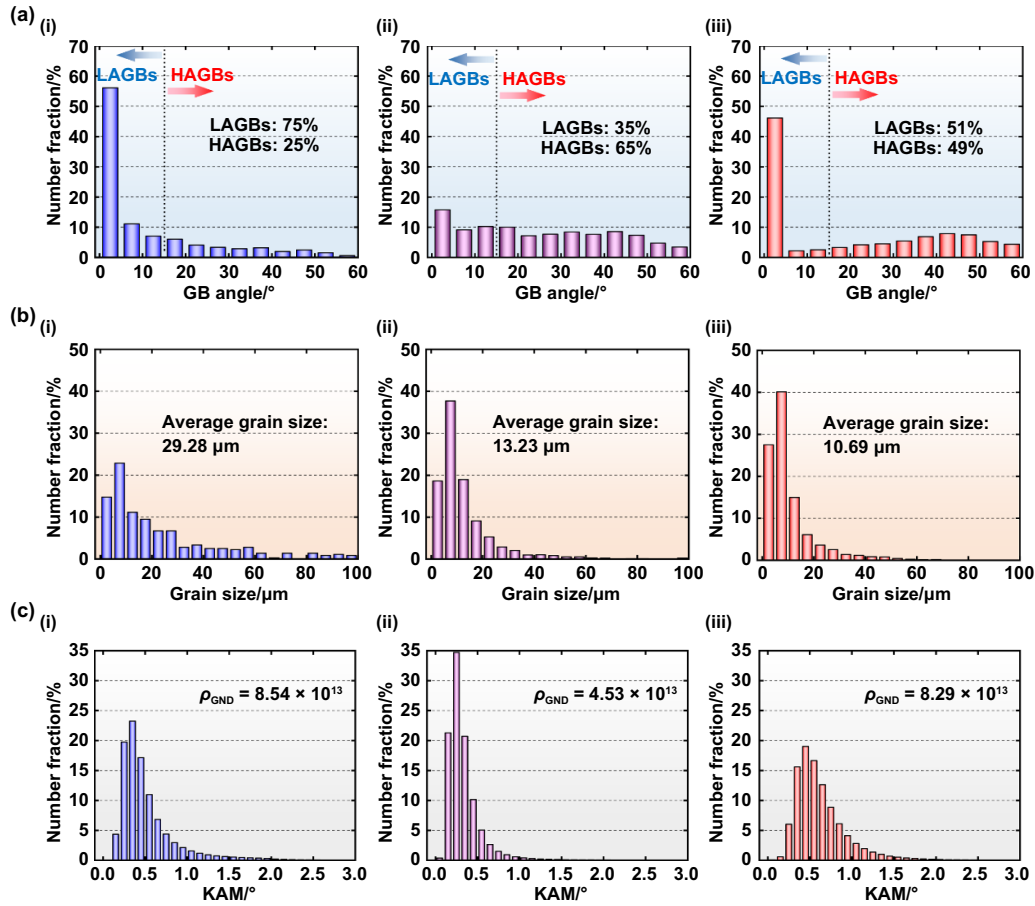 (a)
(i)
(ii)
(iii)
Number fraction/%
70
60
50
40
30
20
10
0
LAGBs
HAGBs
LAGBs: 75%
HAGBs: 25%
0 10 20 30 40 50 60
GB angle/°
Number fraction/%
70
60
50
40
30
20
10
0
LAGBs
HAGBs
LAGBs: 35%
HAGBs: 65%
0 10 20 30 40 50 60
GB angle/°
Number fraction/%
70
60
50
40
30
20
10
0
LAGBs
HAGBs
LAGBs: 51%
HAGBs: 49%
0 10 20 30 40 50 60
GB angle/°
(b)
(i)
(ii)
(iii)
Number fraction/%
50
40
30
20
10
0
Average grain size:
29.28 μm
0 20 40 60 80 100
Grain size/μm
Number fraction/%
50
40
30
20
10
0
Average grain size:
13.23 μm
0 20 40 60 80 100
Grain size/μm
Number fraction/%
50
40
30
20
10
0
Average grain size:
10.69 μm
0 20 40 60 80 100
Grain size/μm
(c)
(i)
(ii)
(iii)
Number fraction/%
35
30
25
20
15
10
5
0
ρGND = 8.54 × 10¹³
0.0 0.5 1.0 1.5 2.0 2.5 3.0
KAM/°
Number fraction/%
35
30
25
20
15
10
5
0
ρGND = 4.53 × 10¹³
0.0 0.5 1.0 1.5 2.0 2.5 3.0
KAM/°
Number fraction/%
35
30
25
20
15
10
5
0
ρGND = 8.29 × 10¹³
0.0 0.5 1.0 1.5 2.0 2.5 3.0
KAM/°